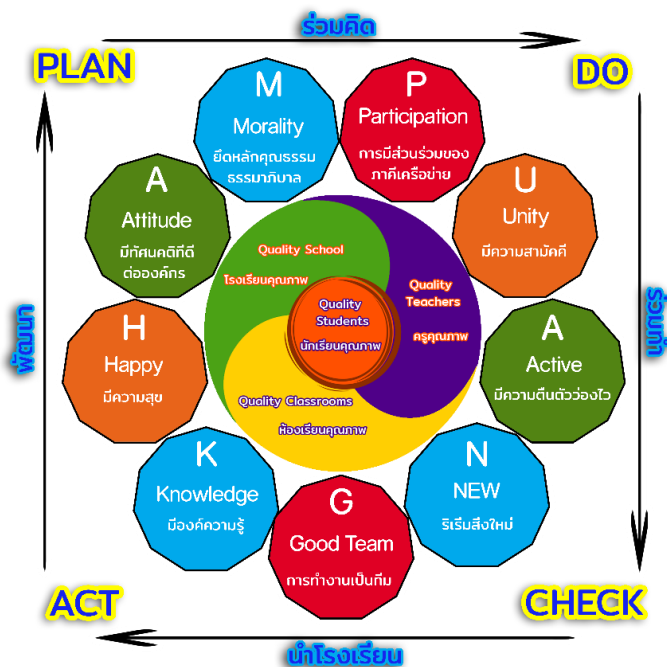 ร่วมคิด
PLAN
DO
M
Morality
ยึดหลักคุณธรรม
ธรรมาภิบาล
P
Participation
การมีส่วนร่วมของ
ภาคีเครือข่าย
A
Attitude
มีทัศนคติที่ดี
ต่อองค์กร
U
Unity
มีความสามัคคี
Quality School
โรงเรียนคุณภาพ
Quality
Teachers
ครูคุณภาพ
Quality
Students
นักเรียนคุณภาพ
Quality Classrooms
ห้องเรียนคุณภาพ
พัฒนา
ร่วมทำ
H
Happy
มีความสุข
A
Active
มีความตื่นตัวว่องไว
K
Knowledge
มีองค์ความรู้
N
NEW
ริเริ่มสิ่งใหม่
G
Good Team
การทำงานเป็นทีม
ACT
CHECK
นำโรงเรียน